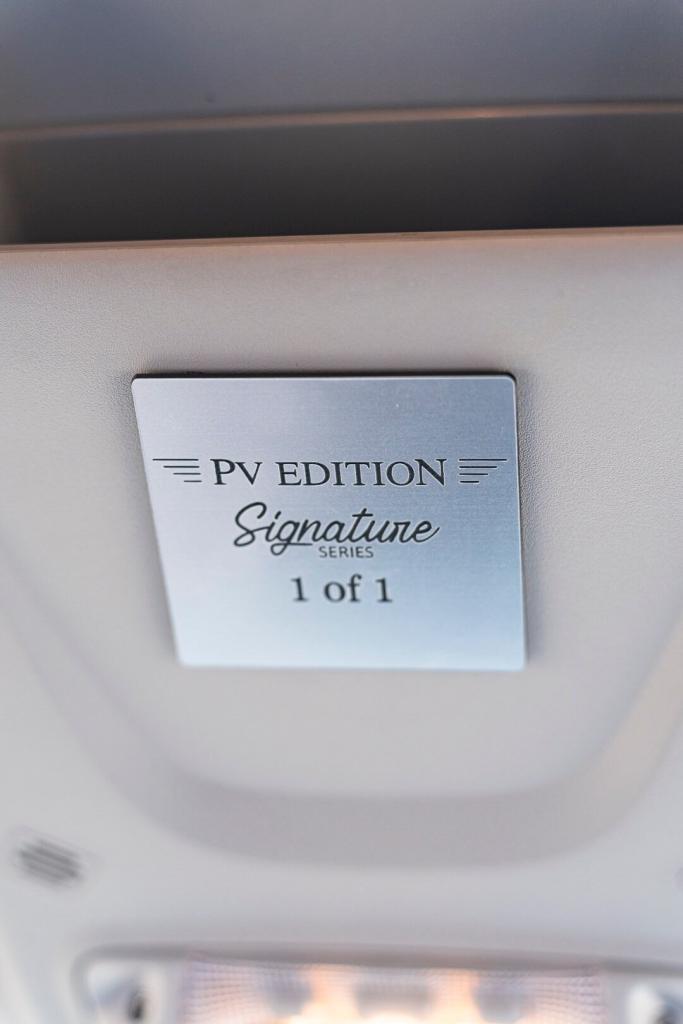 PV EDITION
Signature
SERIES
1 of 1